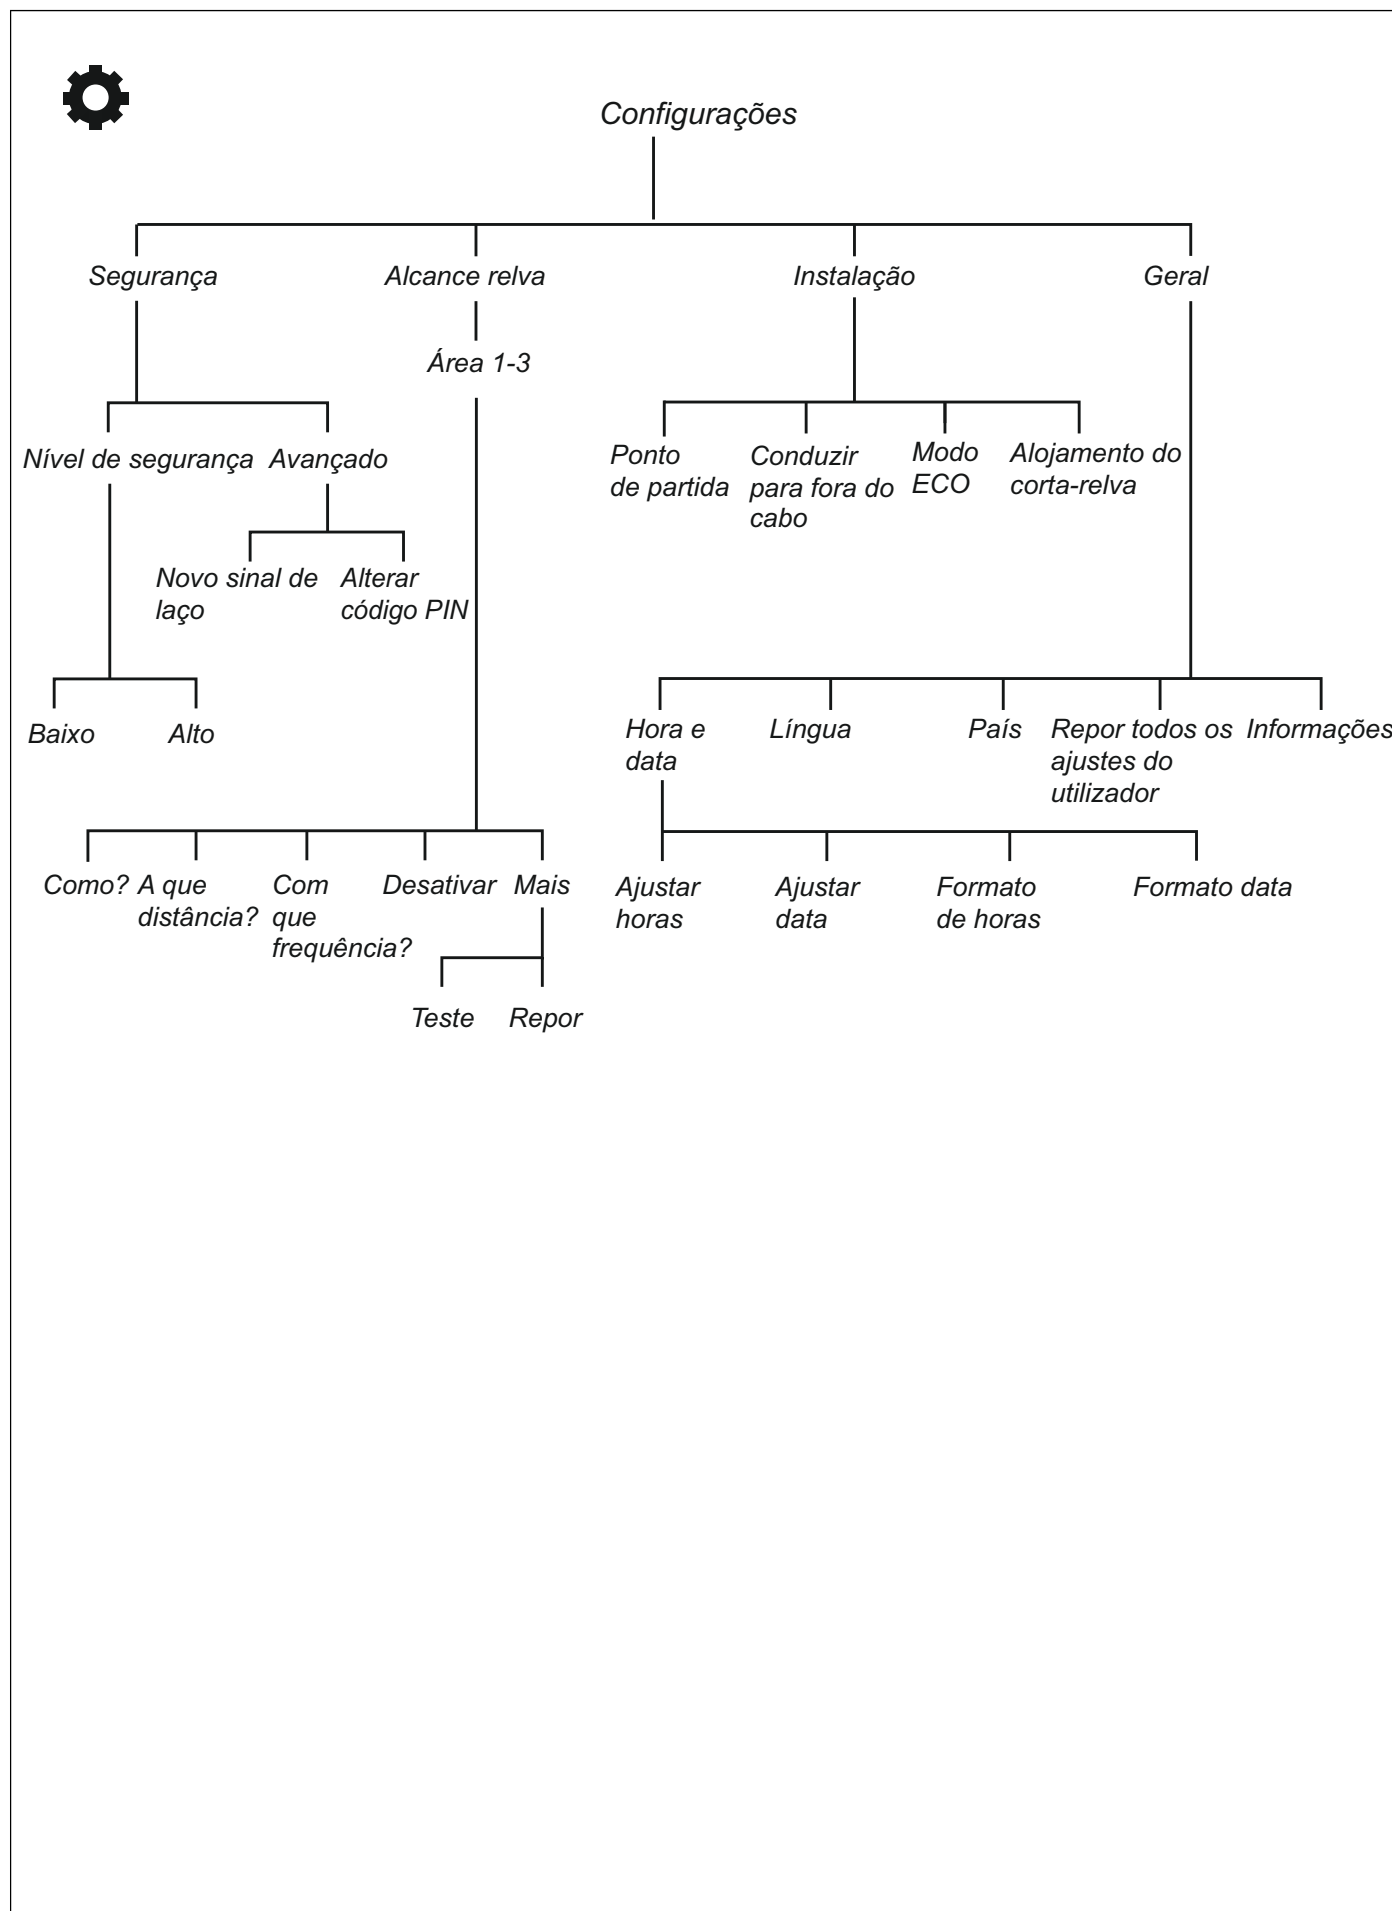 Configurações
Segurança
Alcance relva
Instalação
Geral
Área 1-3
Nível de segurança
Avançado
Ponto
de partida
Conduzir
para fora do
cabo
Modo
ECO
Alojamento do
corta-relva
Novo sinal de
laço
Alterar
código PIN
Baixo
Alto
Hora e
data
Língua
País
Repor todos os
ajustes do
utilizador
Informações
Como?
A que
distância?
Com
que
frequência?
Desativar
Mais
Ajustar
horas
Ajustar
data
Formato
de horas
Formato data
Teste
Repor